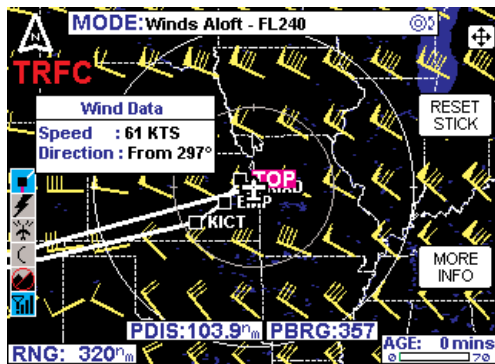 MODE: Winds Aloft - FL240
TRFC
Wind Data
Speed : 61 KTS
Direction : From 297°
RESET
STICK
TOP
KICT
MORE
INFO
PDIS:103.9nm PBRG:357
RNG: 320nm
AGE: 0 mins
0 70